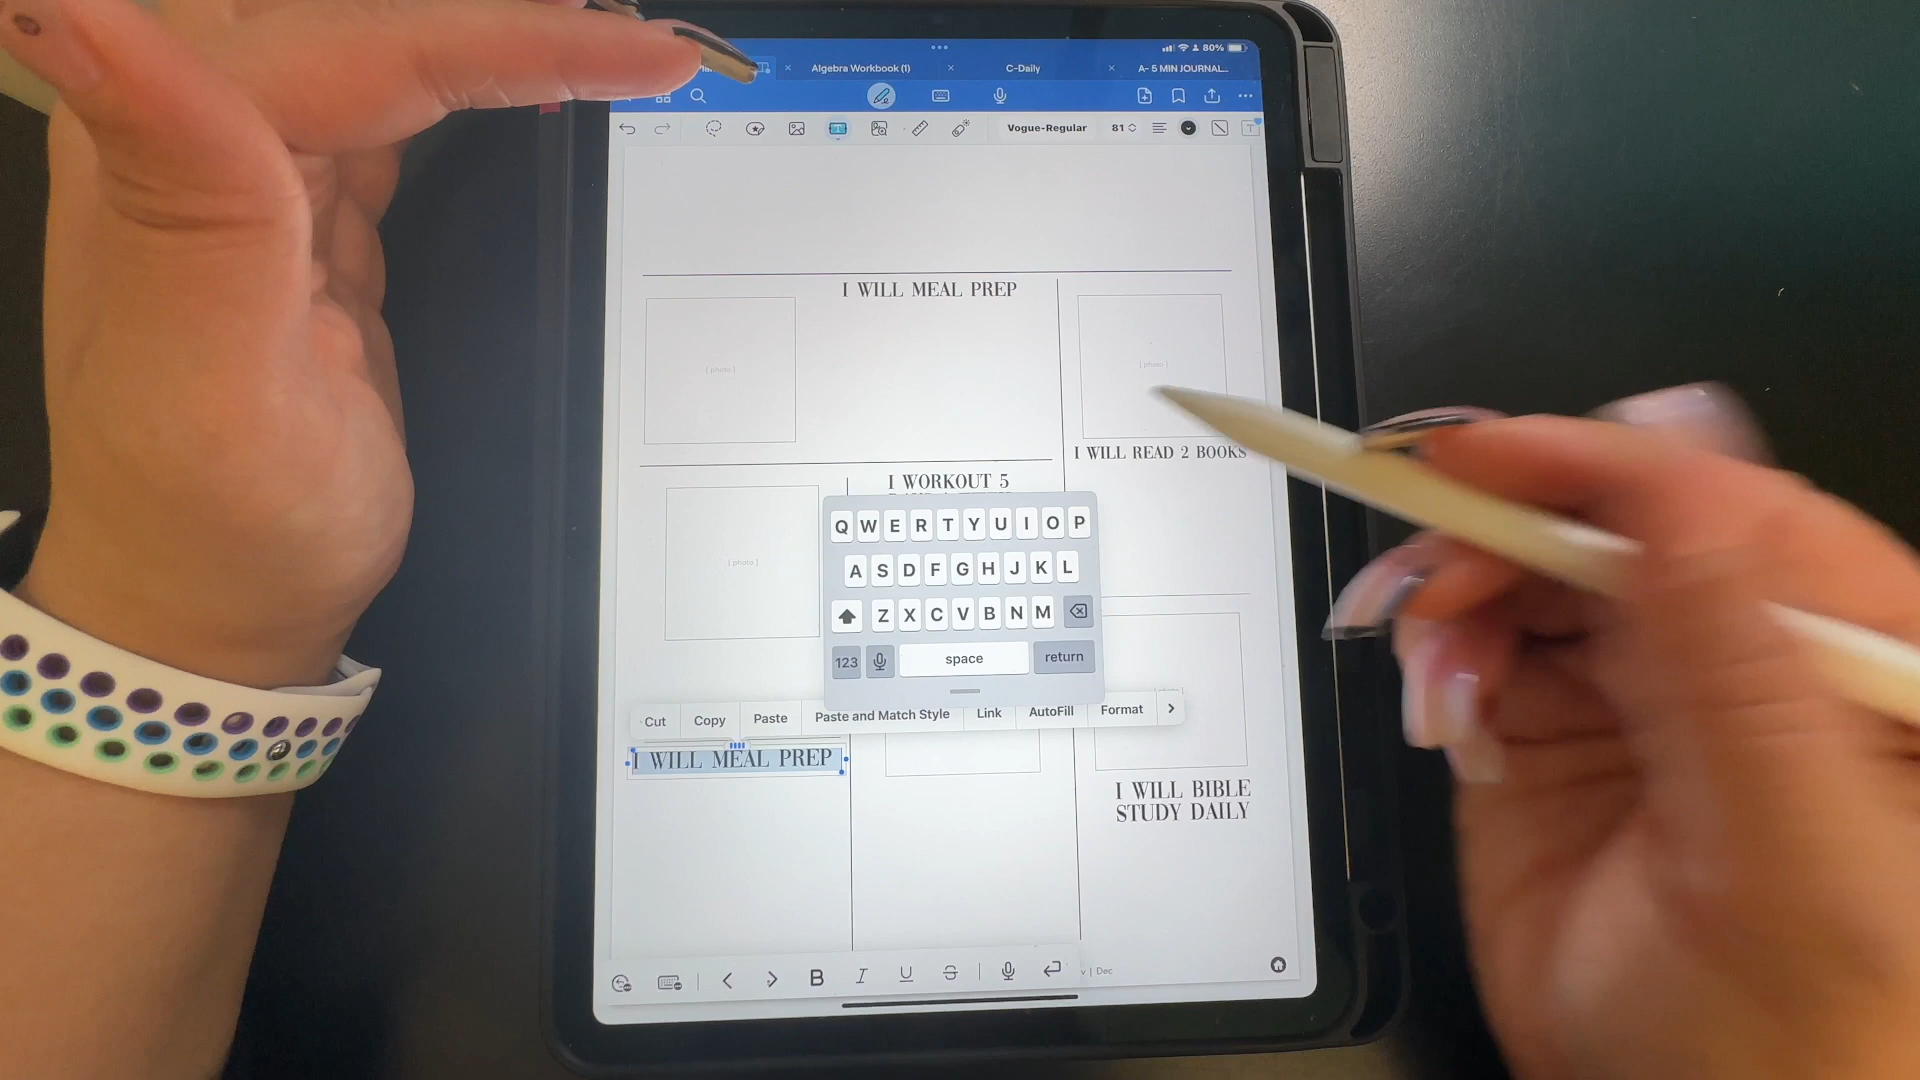 80%
Algebra Workbook (1)
C-Daily
A- 5 MIN JOURNAL...
Vogue-Regular 81
I WILL MEAL PREP
[ photo ]
[ photo ]
I WILL READ 2 BOOKS
I WORKOUT 5
[ photo ]
Q W E R T Y U I O P
A S D F G H J K L
Z X C V B N M
123 space return
Cut Copy Paste Paste and Match Style Link AutoFill Format
I WILL MEAL PREP
I WILL BIBLE
STUDY DAILY
B I U S
v | Dec